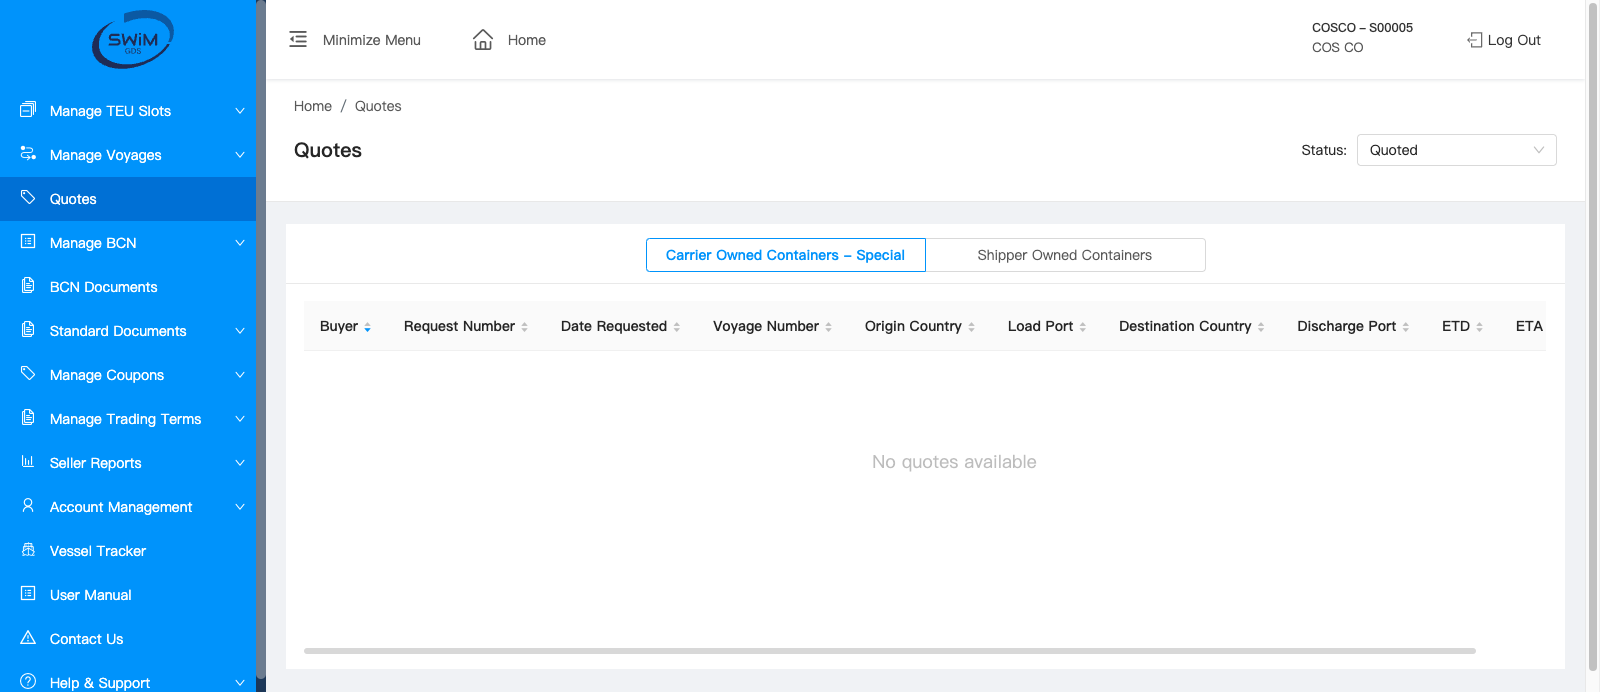 SWiM
GOS
Minimize Menu
Home
COSCO – S00005
COS CO
Log Out
Manage TEU Slots
Manage Voyages
Quotes
Manage BCN
BCN Documents
Standard Documents
Manage Coupons
Manage Trading Terms
Seller Reports
Account Management
Vessel Tracker
User Manual
Contact Us
Help & Support
Home / Quotes
Quotes
Status: Quoted
Carrier Owned Containers – Special
Shipper Owned Containers
Buyer Request Number Date Requested Voyage Number Origin Country Load Port Destination Country Discharge Port ETD ETA
No quotes available